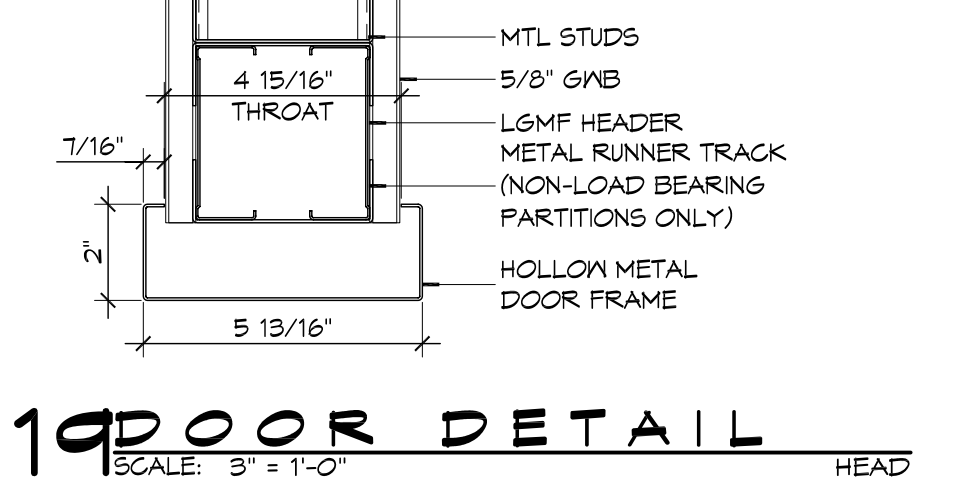 MTL STUDS
4 15/16"
5/8" GWB
THROAT
LGMF HEADER
7/16"
METAL RUNNER TRACK
(NON-LOAD BEARING
PARTITIONS ONLY)
2"
HOLLOW METAL
DOOR FRAME
5 13/16"
19 DOOR DETAIL
SCALE: 3" = 1'-0"
HEAD